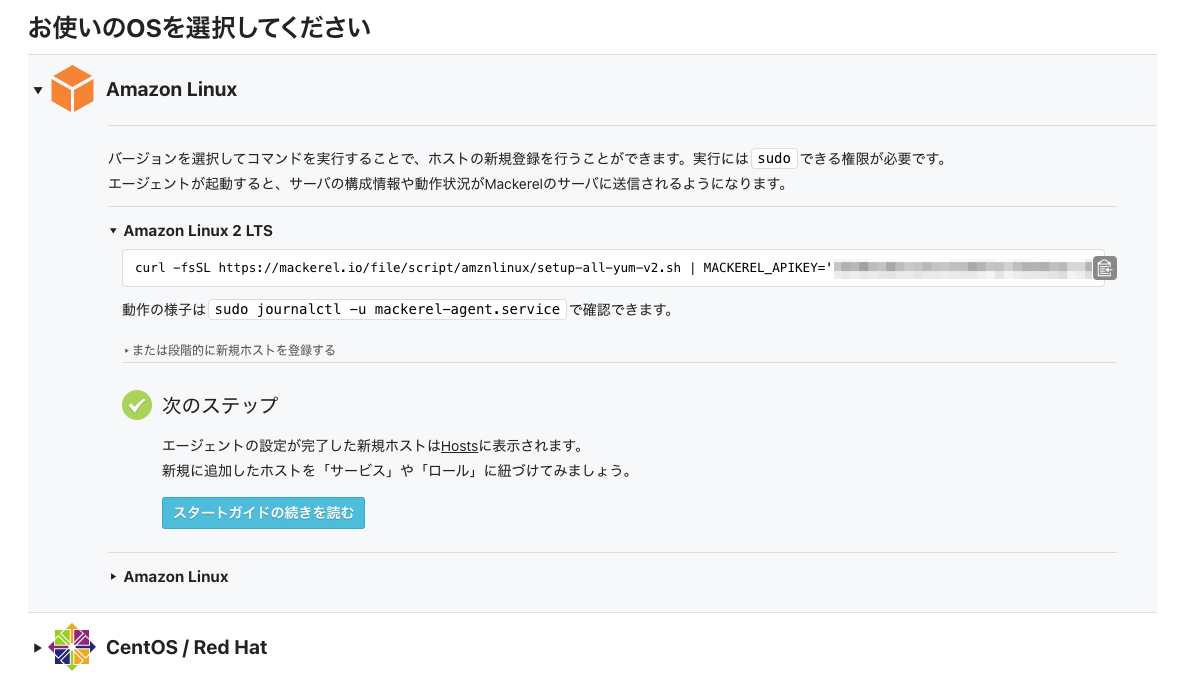 お使いのOSを選択してください
Amazon Linux
バージョンを選択してコマンドを実行することで、ホストの新規登録を行うことができます。実行には sudo できる権限が必要です。
エージェントが起動すると、サーバの構成情報や動作状況がMackerelのサーバに送信されるようになります。
Amazon Linux 2 LTS
curl -fsSL https://mackerel.io/file/script/amznlinux/setup-all-yum-v2.sh | MACKEREL_APIKEY='
動作の様子は sudo journalctl -u mackerel-agent.service で確認できます。
または段階的に新規ホストを登録する
次のステップ
エージェントの設定が完了した新規ホストはHostsに表示されます。
新規に追加したホストを「サービス」や「ロール」に紐づけてみましょう。
スタートガイドの続きを読む
Amazon Linux
CentOS / Red Hat